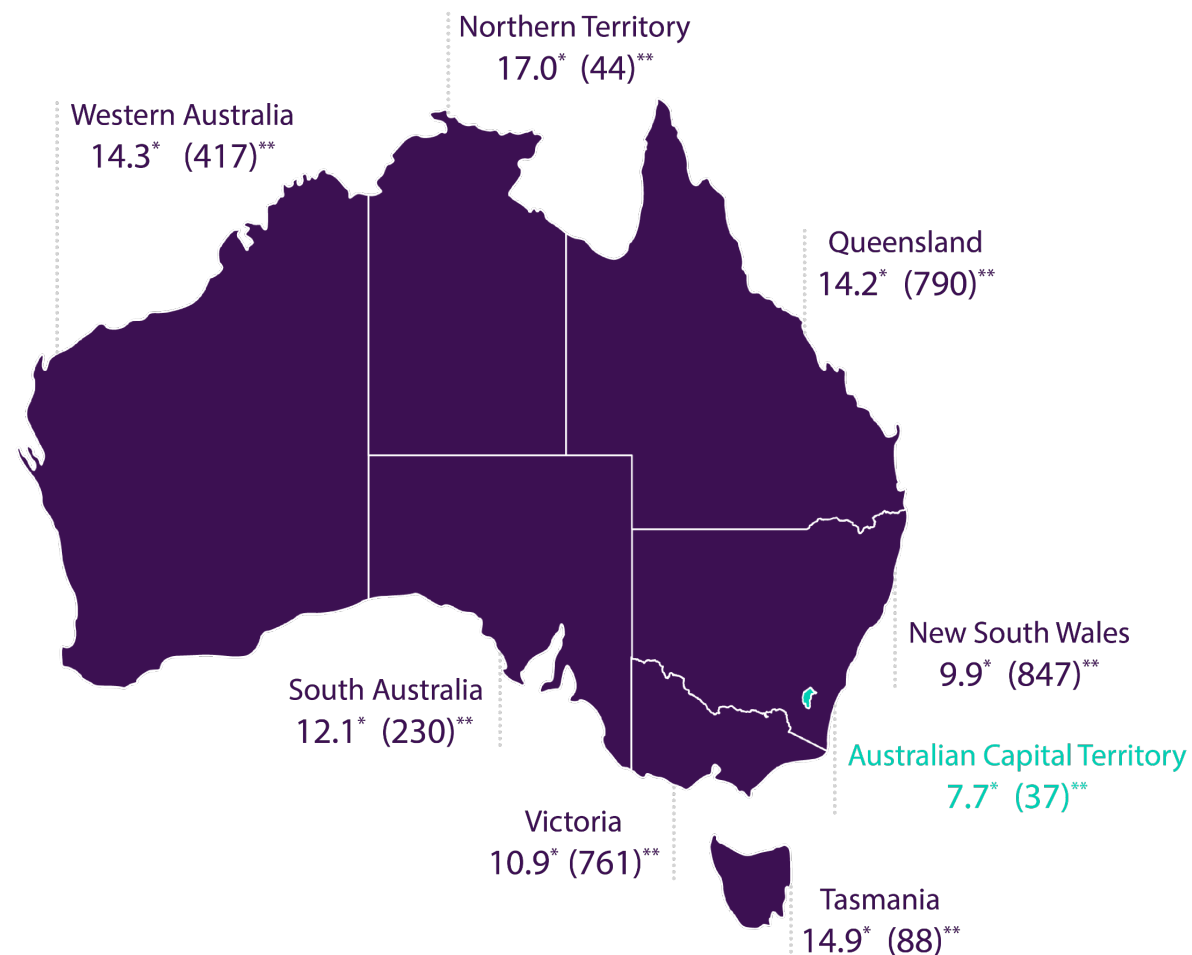 Northern Territory
17.0* (44)**
Western Australia
14.3* (417)**
Queensland
14.2* (790)**
New South Wales
9.9* (847)**
South Australia
12.1* (230)**
Australian Capital Territory
7.7* (37)**
Victoria
10.9* (761)**
Tasmania
14.9* (88)**